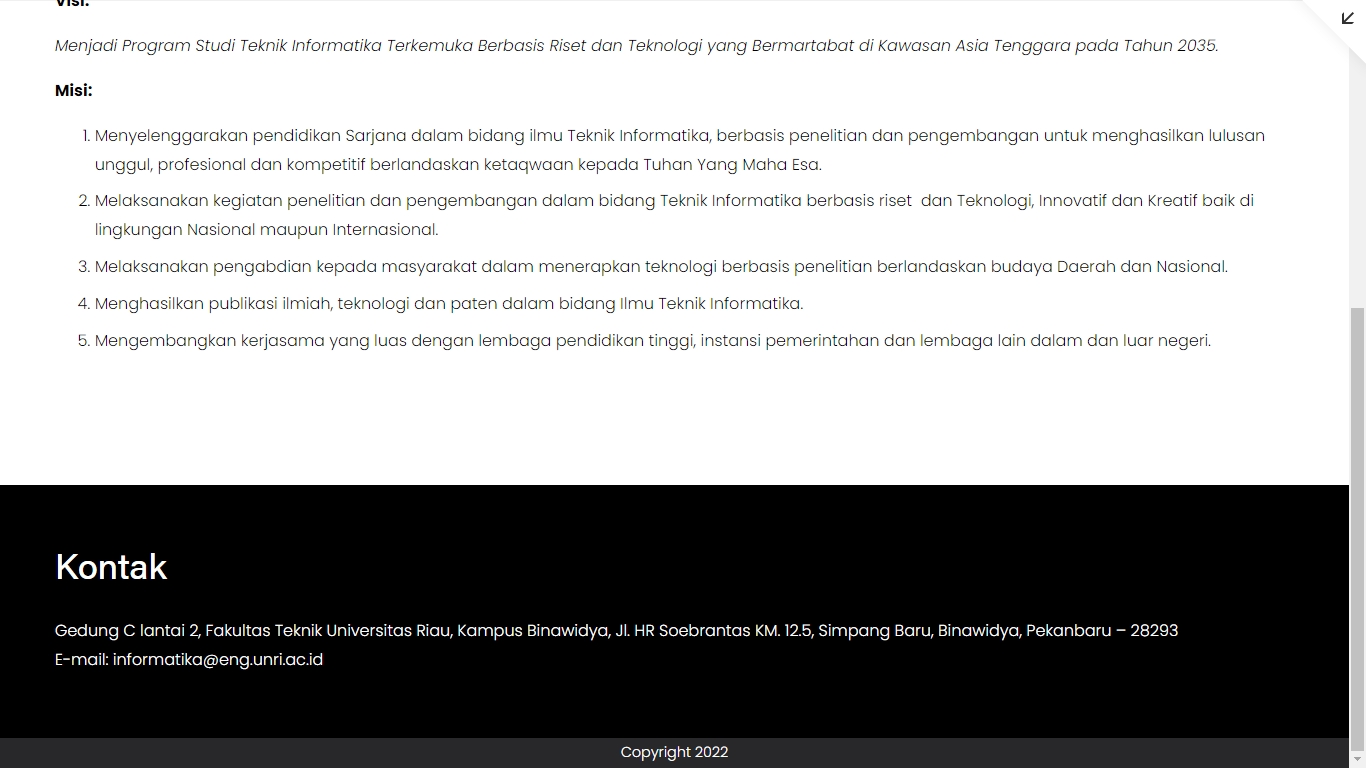 Visi:
Menjadi Program Studi Teknik Informatika Terkemuka Berbasis Riset dan Teknologi yang Bermartabat di Kawasan Asia Tenggara pada Tahun 2035.
Misi:
1. Menyelenggarakan pendidikan Sarjana dalam bidang ilmu Teknik Informatika, berbasis penelitian dan pengembangan untuk menghasilkan lulusan
unggul, profesional dan kompetitif berlandaskan ketaqwaan kepada Tuhan Yang Maha Esa.
2. Melaksanakan kegiatan penelitian dan pengembangan dalam bidang Teknik Informatika berbasis riset  dan Teknologi, Innovatif dan Kreatif baik di
lingkungan Nasional maupun Internasional.
3. Melaksanakan pengabdian kepada masyarakat dalam menerapkan teknologi berbasis penelitian berlandaskan budaya Daerah dan Nasional.
4. Menghasilkan publikasi ilmiah, teknologi dan paten dalam bidang Ilmu Teknik Informatika.
5. Mengembangkan kerjasama yang luas dengan lembaga pendidikan tinggi, instansi pemerintahan dan lembaga lain dalam dan luar negeri.
Kontak
Gedung C lantai 2, Fakultas Teknik Universitas Riau, Kampus Binawidya, Jl. HR Soebrantas KM. 12.5, Simpang Baru, Binawidya, Pekanbaru – 28293
E-mail: informatika@eng.unri.ac.id
Copyright 2022